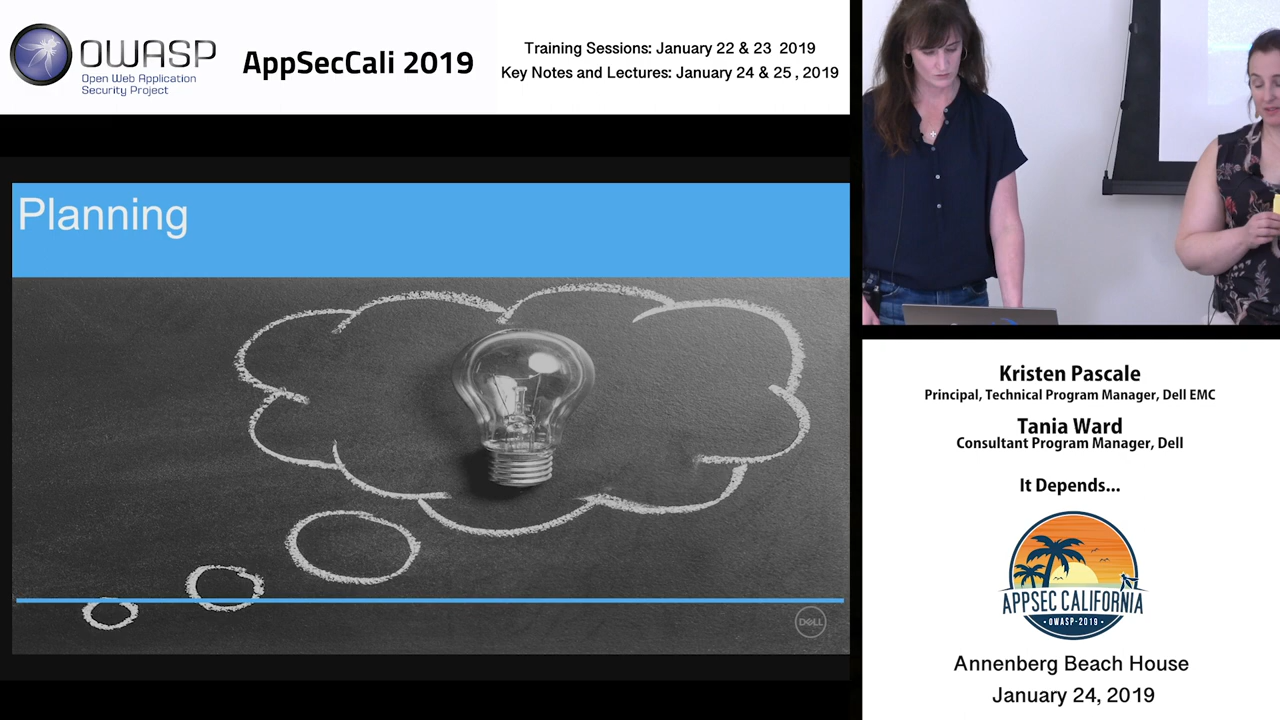 OWASP
Open Web Application
Security Project
AppSecCali 2019
Training Sessions: January 22 & 23 2019
Key Notes and Lectures: January 24 & 25 , 2019
Planning
DELL
Kristen Pascale
Principal, Technical Program Manager, Dell EMC
Tania Ward
Consultant Program Manager, Dell
It Depends...
APPSEC CALIFORNIA
• OWASP-2019 •
Annenberg Beach House
January 24, 2019